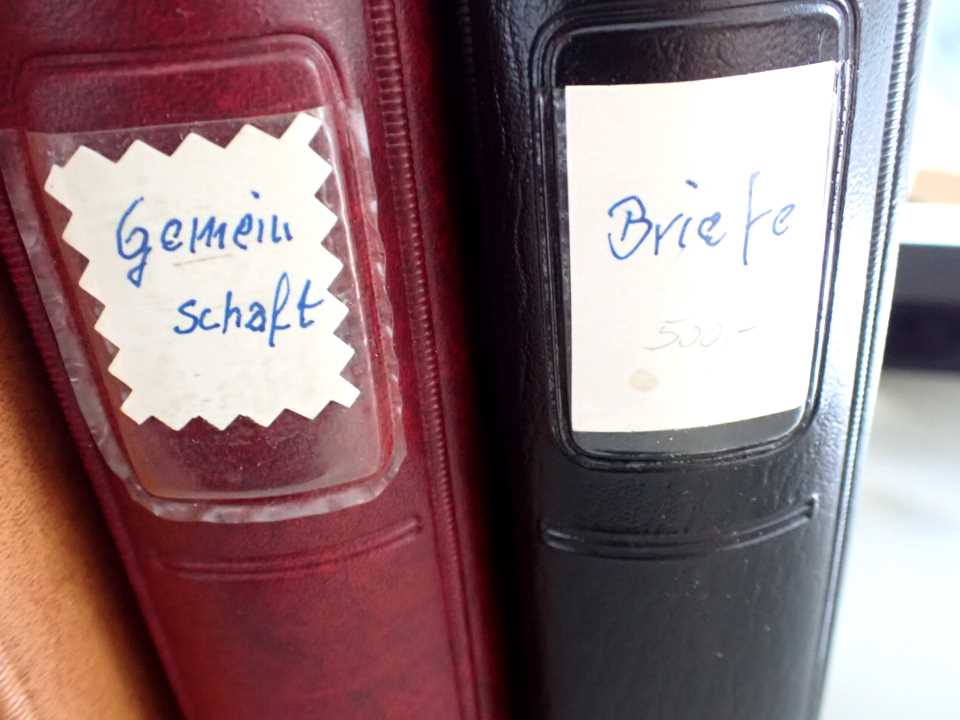 Gemein
schaft
Briefe
500-